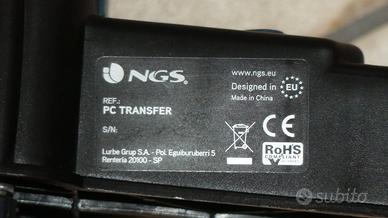 NGS
www.ngs.eu
REF.:
PC TRANSFER
Designed in EU
Made in China
S/N:
Lurbe Grup S.A. - Pol. Eguiburuberri 5
Rentería 20100 - SP
CE
RoHS
COMPLIANT
subito